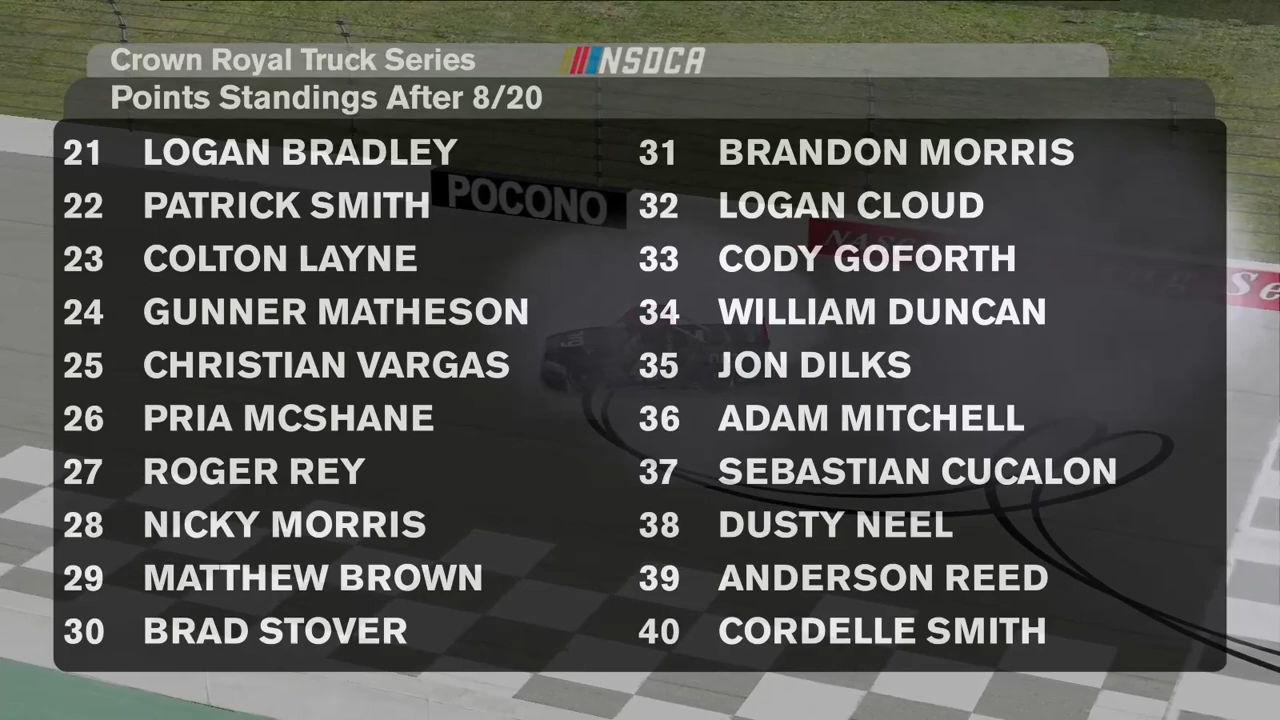 Crown Royal Truck Series
NSDCA
Points Standings After 8/20
21 LOGAN BRADLEY
22 PATRICK SMITH
23 COLTON LAYNE
24 GUNNER MATHESON
25 CHRISTIAN VARGAS
26 PRIA MCSHANE
27 ROGER REY
28 NICKY MORRIS
29 MATTHEW BROWN
30 BRAD STOVER
31 BRANDON MORRIS
32 LOGAN CLOUD
33 CODY GOFORTH
34 WILLIAM DUNCAN
35 JON DILKS
36 ADAM MITCHELL
37 SEBASTIAN CUCALON
38 DUSTY NEEL
39 ANDERSON REED
40 CORDELLE SMITH
POCONO